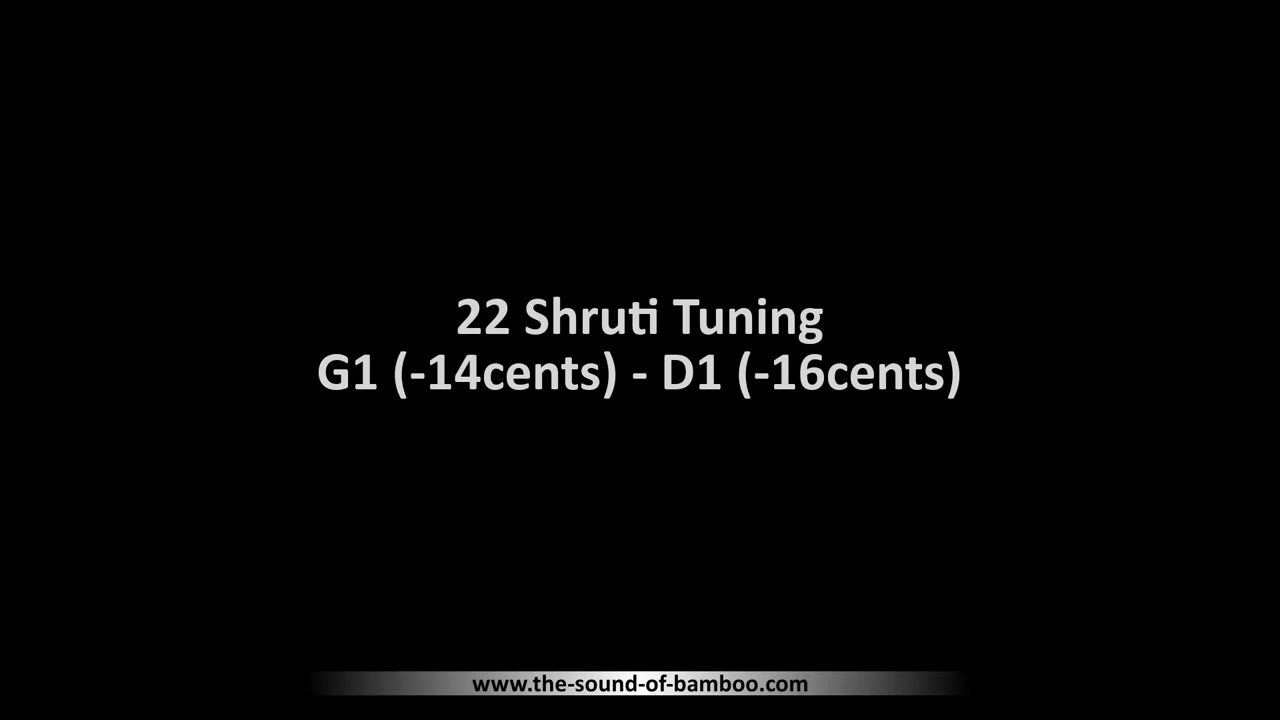 22 Shruti Tuning
G1 (-14cents) - D1 (-16cents)
www.the-sound-of-bamboo.com